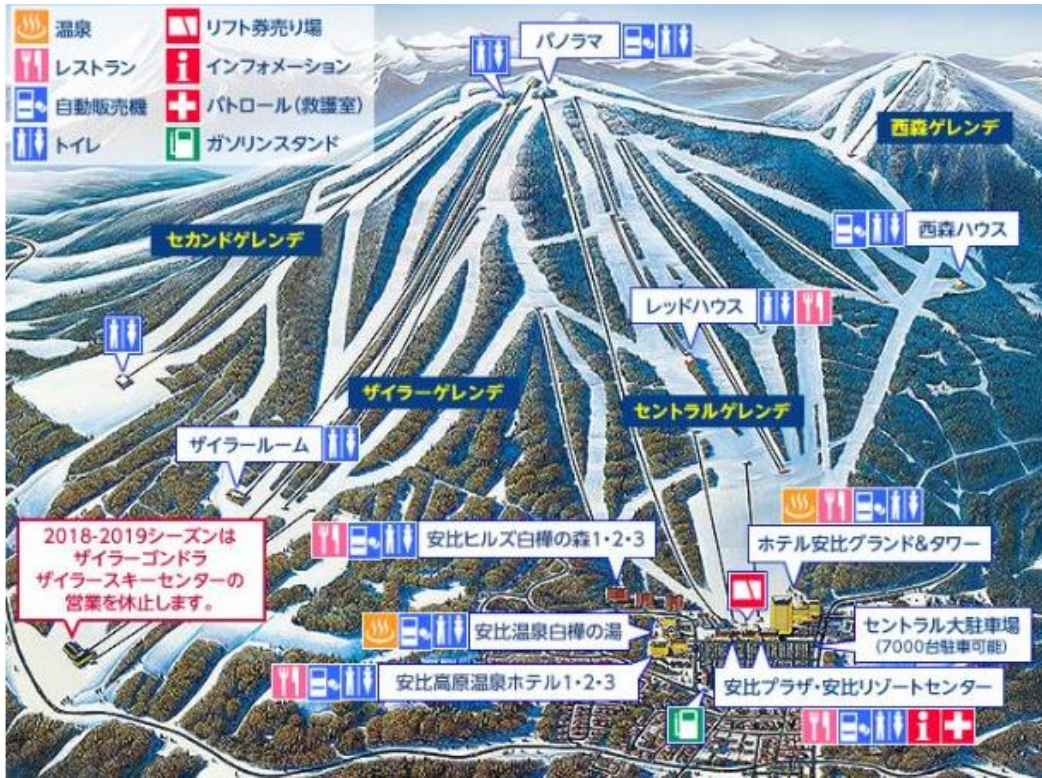 温泉
リフト券売り場
レストラン
インフォメーション
自動販売機
パトロール(救護室)
トイレ
ガソリンスタンド
パノラマ
西森ゲレンデ
セカンドゲレンデ
西森ハウス
レッドハウス
ザイラーゲレンデ
セントラルゲレンデ
ザイラールーム
2018-2019シーズンは
ザイラーゴンドラ
ザイラースキーセンターの
営業を休止します。
安比ヒルズ白樺の森1・2・3
ホテル安比グランド&タワー
安比温泉白樺の湯
セントラル大駐車場
(7000台駐車可能)
安比高原温泉ホテル1・2・3
安比プラザ・安比リゾートセンター